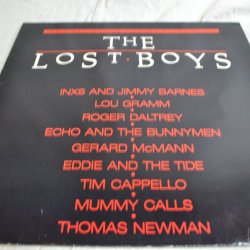 THE
LOST BOYS
INXS AND JIMMY BARNES
LOU GRAMM
ROGER DALTREY
ECHO AND THE BUNNYMEN
GERARD McMANN
EDDIE AND THE TIDE
TIM CAPPELLO
MUMMY CALLS
THOMAS NEWMAN